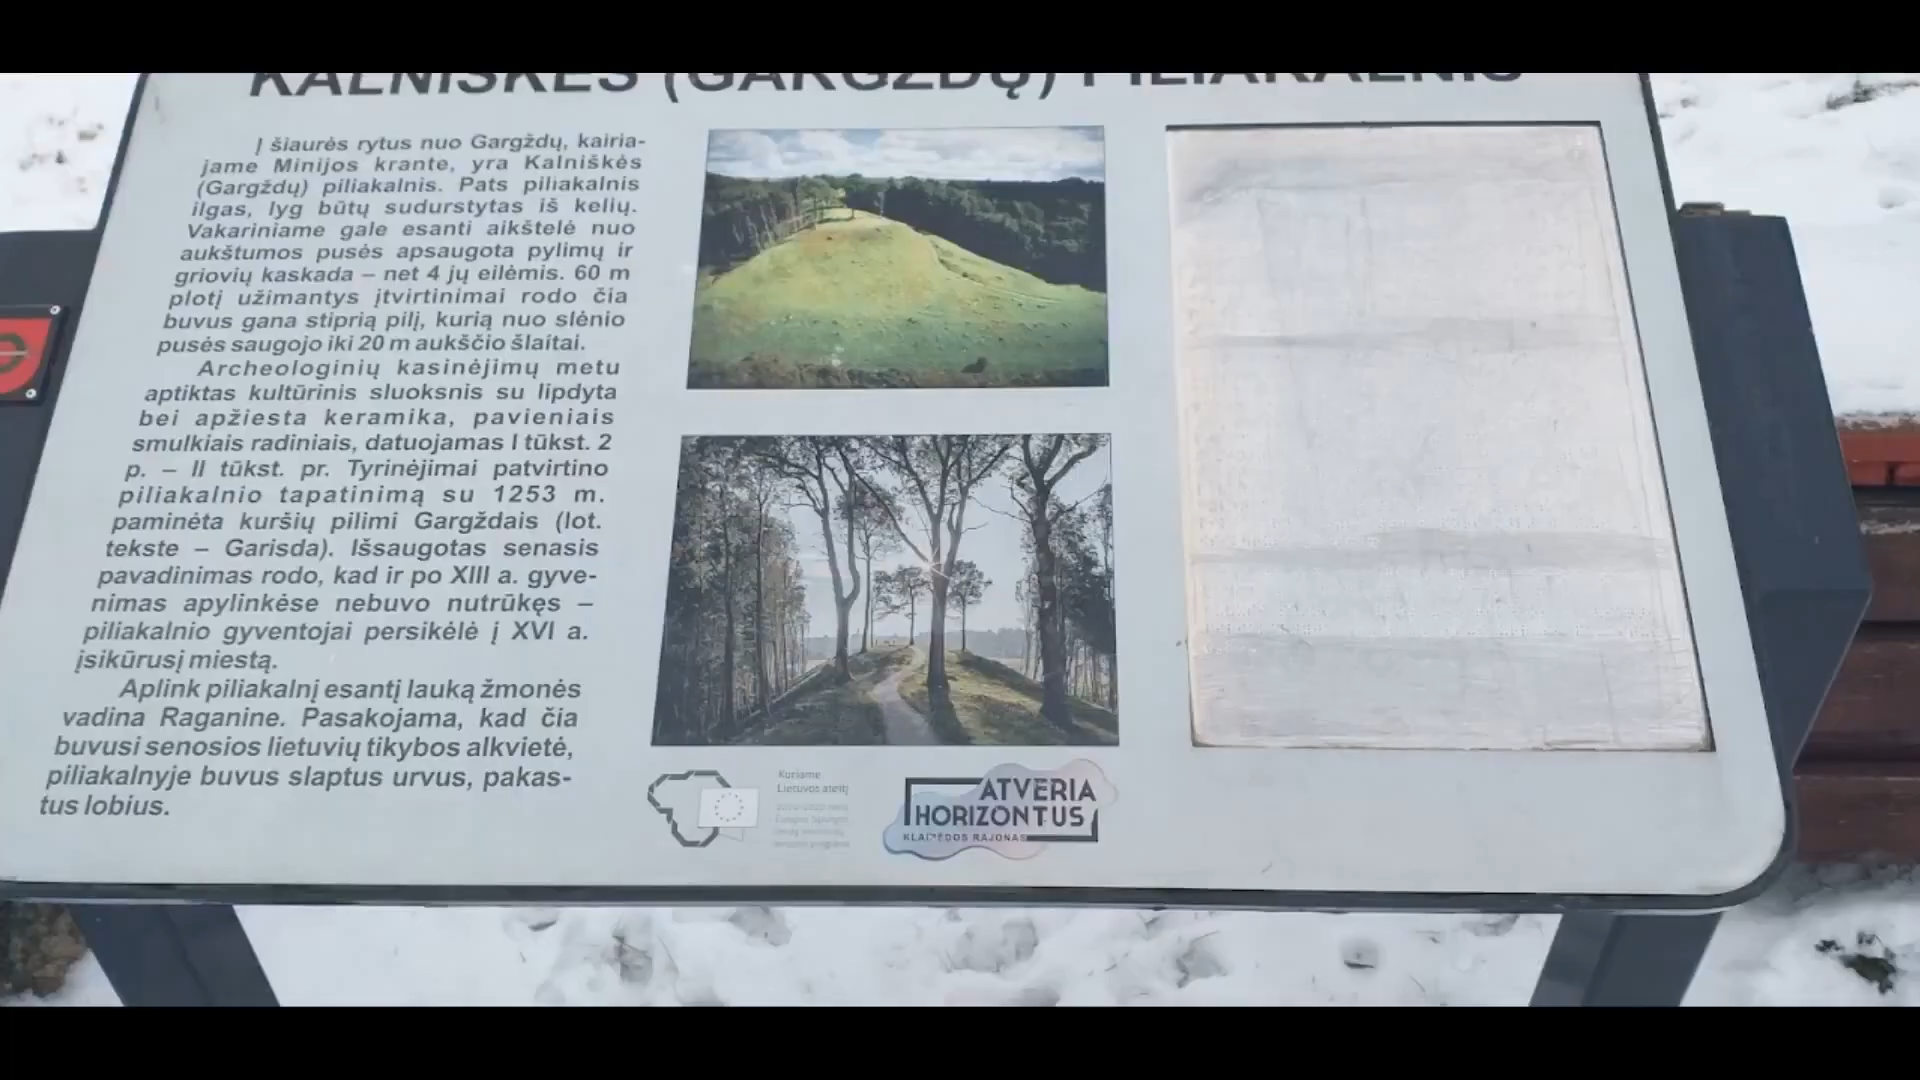 KALNIŠKĖS (GARGŽDŲ) PILIAKALNIS
Į šiaurės rytus nuo Gargždų, kairia-
jame Minijos krante, yra Kalniškės
(Gargždų) piliakalnis. Pats piliakalnis
ilgas, lyg būtų sudurstytas iš kelių.
Vakariniame gale esanti aikštelė nuo
aukštumos pusės apsaugota pylimų ir
griovių kaskada – net 4 jų eilėmis. 60 m
plotį užimantys įtvirtinimai rodo čia
buvus gana stiprią pilį, kurią nuo slėnio
pusės saugojo iki 20 m aukščio šlaitai.
Archeologinių kasinėjimų metu
aptiktas kultūrinis sluoksnis su lipdyta
bei apžiesta keramika, pavieniais
smulkiais radiniais, datuojamas I tūkst. 2
p. – II tūkst. pr. Tyrinėjimai patvirtino
piliakalnio tapatinimą su 1253 m.
paminėta kuršių pilimi Gargždais (lot.
tekste – Garisda). Išsaugotas senasis
pavadinimas rodo, kad ir po XIII a. gyve-
nimas apylinkėse nebuvo nutrūkęs –
piliakalnio gyventojai persikėlė į XVI a.
įsikūrusį miestą.
Aplink piliakalnį esantį lauką žmonės
vadina Raganine. Pasakojama, kad čia
buvusi senosios lietuvių tikybos alkvietė,
piliakalnyje buvus slaptus urvus, pakas-
tus lobius.
Kuriame
Lietuvos ateitį
ATVERIA
HORIZONTUS
KLAIPĖDOS RAJONAS